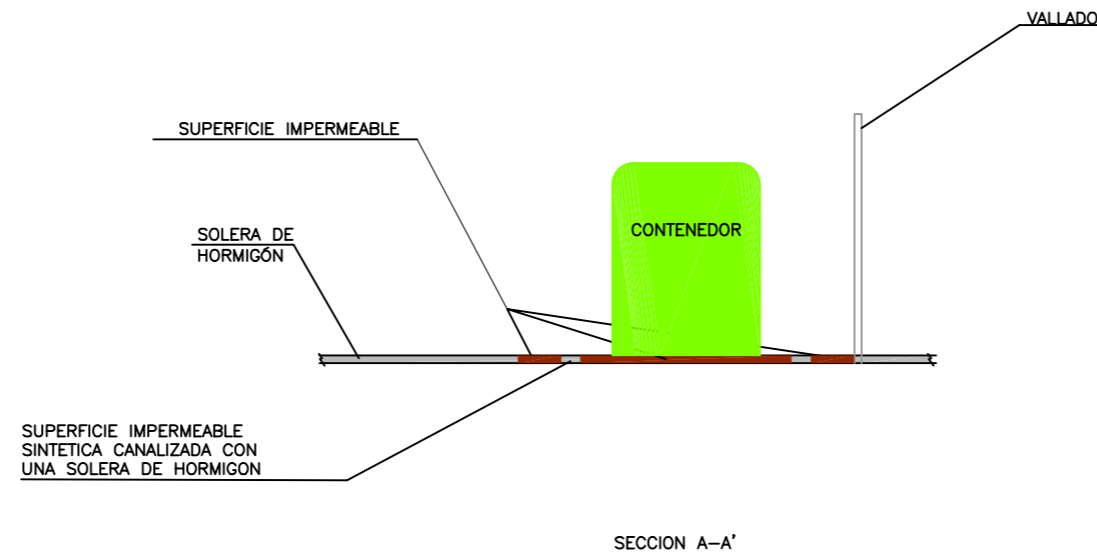 VALLADO
SUPERFICIE IMPERMEABLE
CONTENEDOR
SOLERA DE
HORMIGÓN
SUPERFICIE IMPERMEABLE
SINTETICA CANALIZADA CON
UNA SOLERA DE HORMIGON
SECCION A-A'